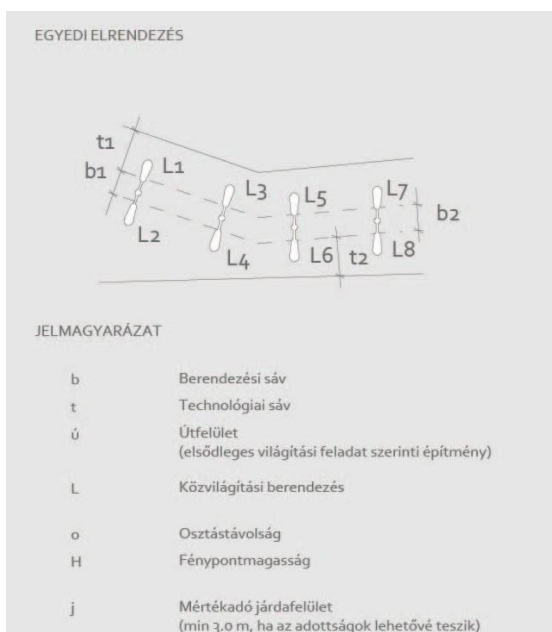 EGYEDI ELRENDEZÉS
t1
b1
L1
L2
L3
L4
L5
L6
t2
L7
L8
b2
JELMAGYARÁZAT
b Berendezési sáv
t Technológiai sáv
ú Útfelület
(elsődleges világítási feladat szerinti építmény)
L Közvilágítási berendezés
o Osztástávolság
H Fénypontmagasság
j Mértékadó járdafelület
(min 3.0 m, ha az adottságok lehetővé teszik)